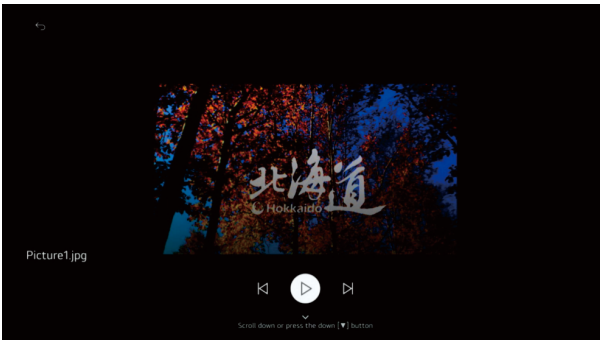 北海道
Hokkaido
Picture1.jpg
Scroll down or press the down [▼] button